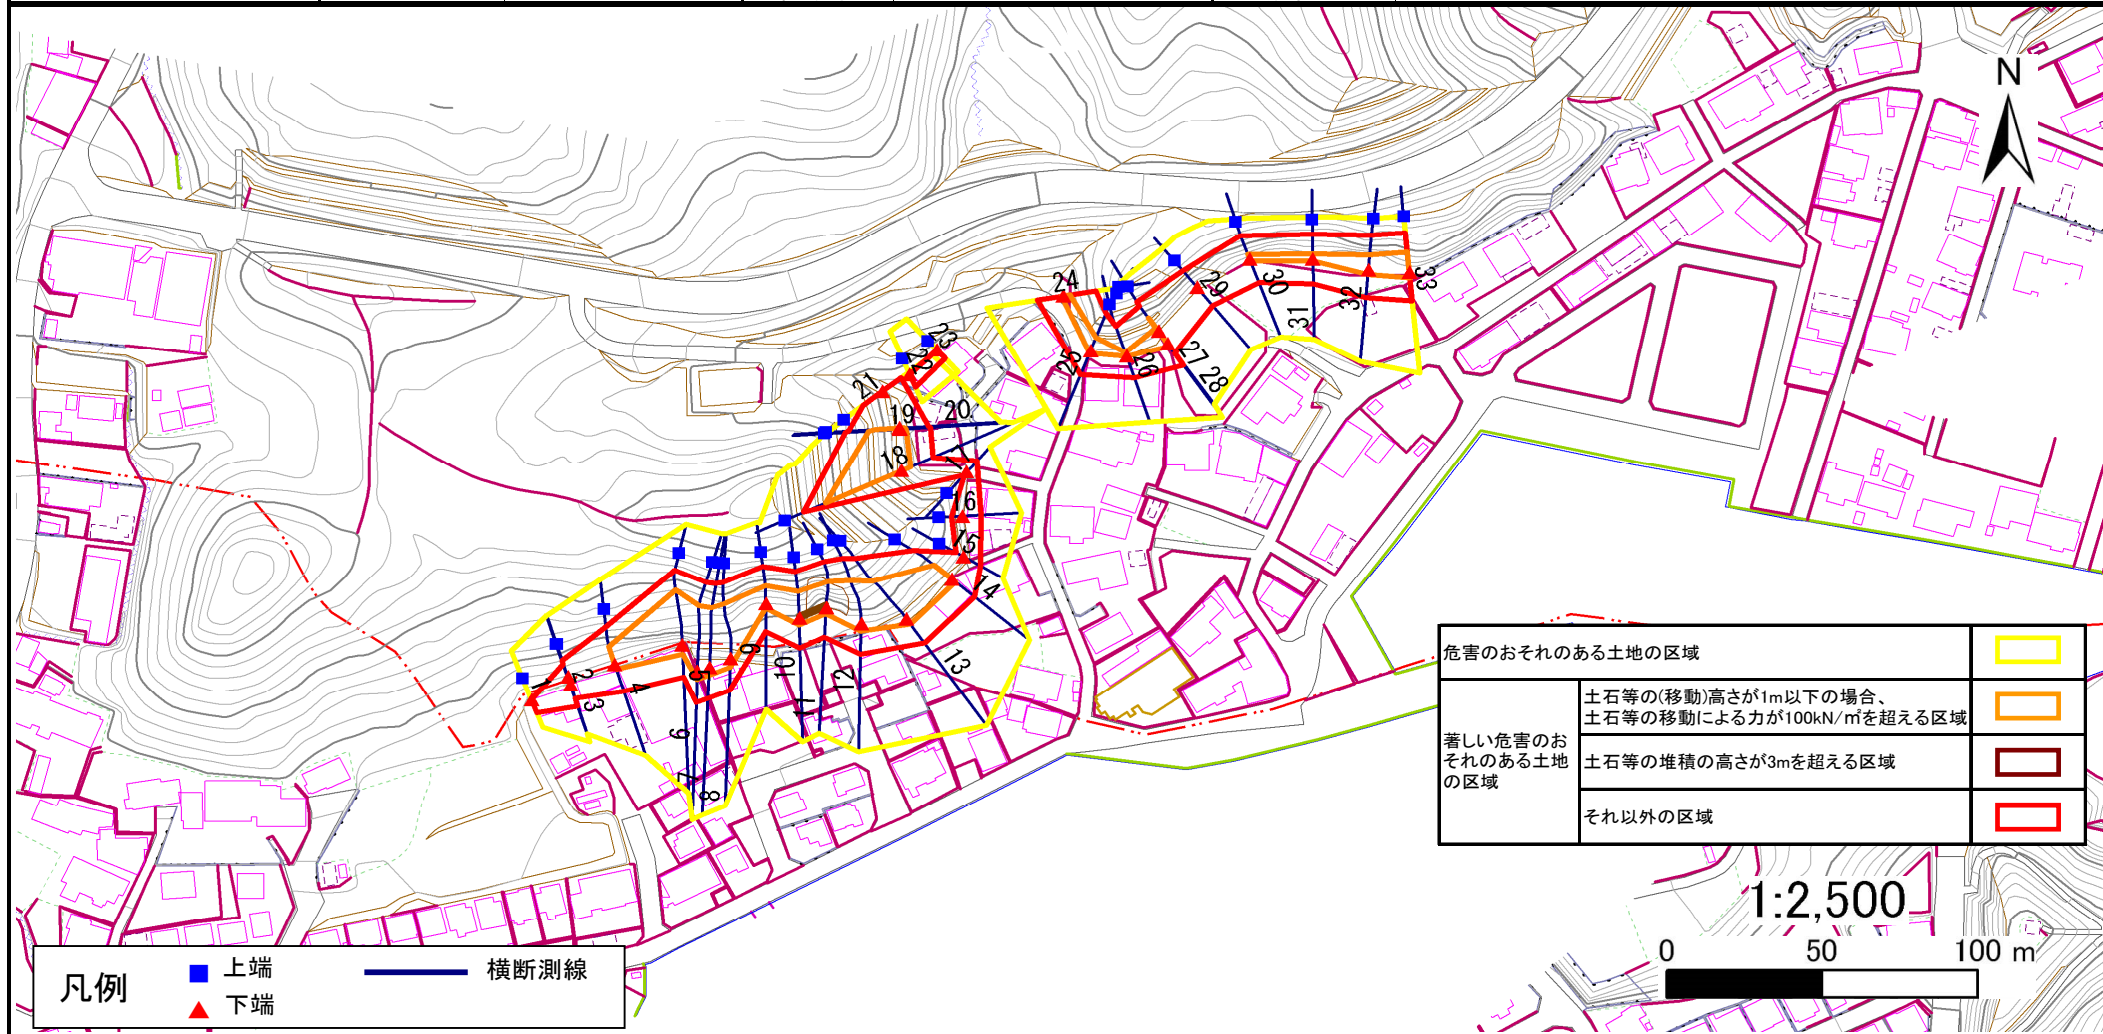 N
24
29
30
31
32
33
23
22
21
25
26
27
28
19
20
18
17
16
15
14
1
2
3
4
5
9
10
12
13
11
6
7
8
危害のおそれのある土地の区域
著しい危害のお
それのある土地
の区域
土石等の(移動)高さが1m以下の場合、
土石等の移動による力が100kN/㎡を超える区域
土石等の堆積の高さが3mを超える区域
それ以外の区域
1:2,500
0 50 100 m
凡例
上端
下端
横断測線